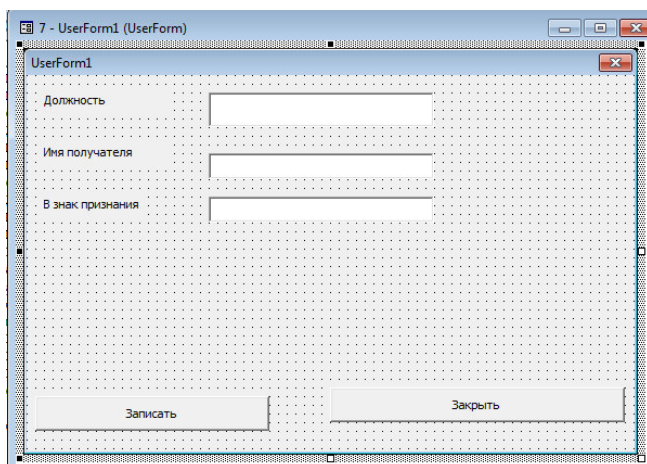 7 - UserForm1 (UserForm)
UserForm1
Должность
Имя получателя
В знак признания
Записать
Закрыть